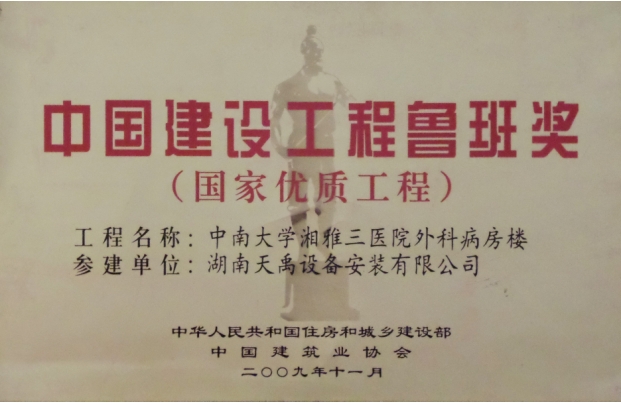 中国建设工程鲁班奖
（国家优质工程）
工程名称：中南大学湘雅三医院外科病房楼
参建单位：湖南天禹设备安装有限公司
中华人民共和国住房和城乡建设部
中国建筑业协会
二〇〇九年十一月